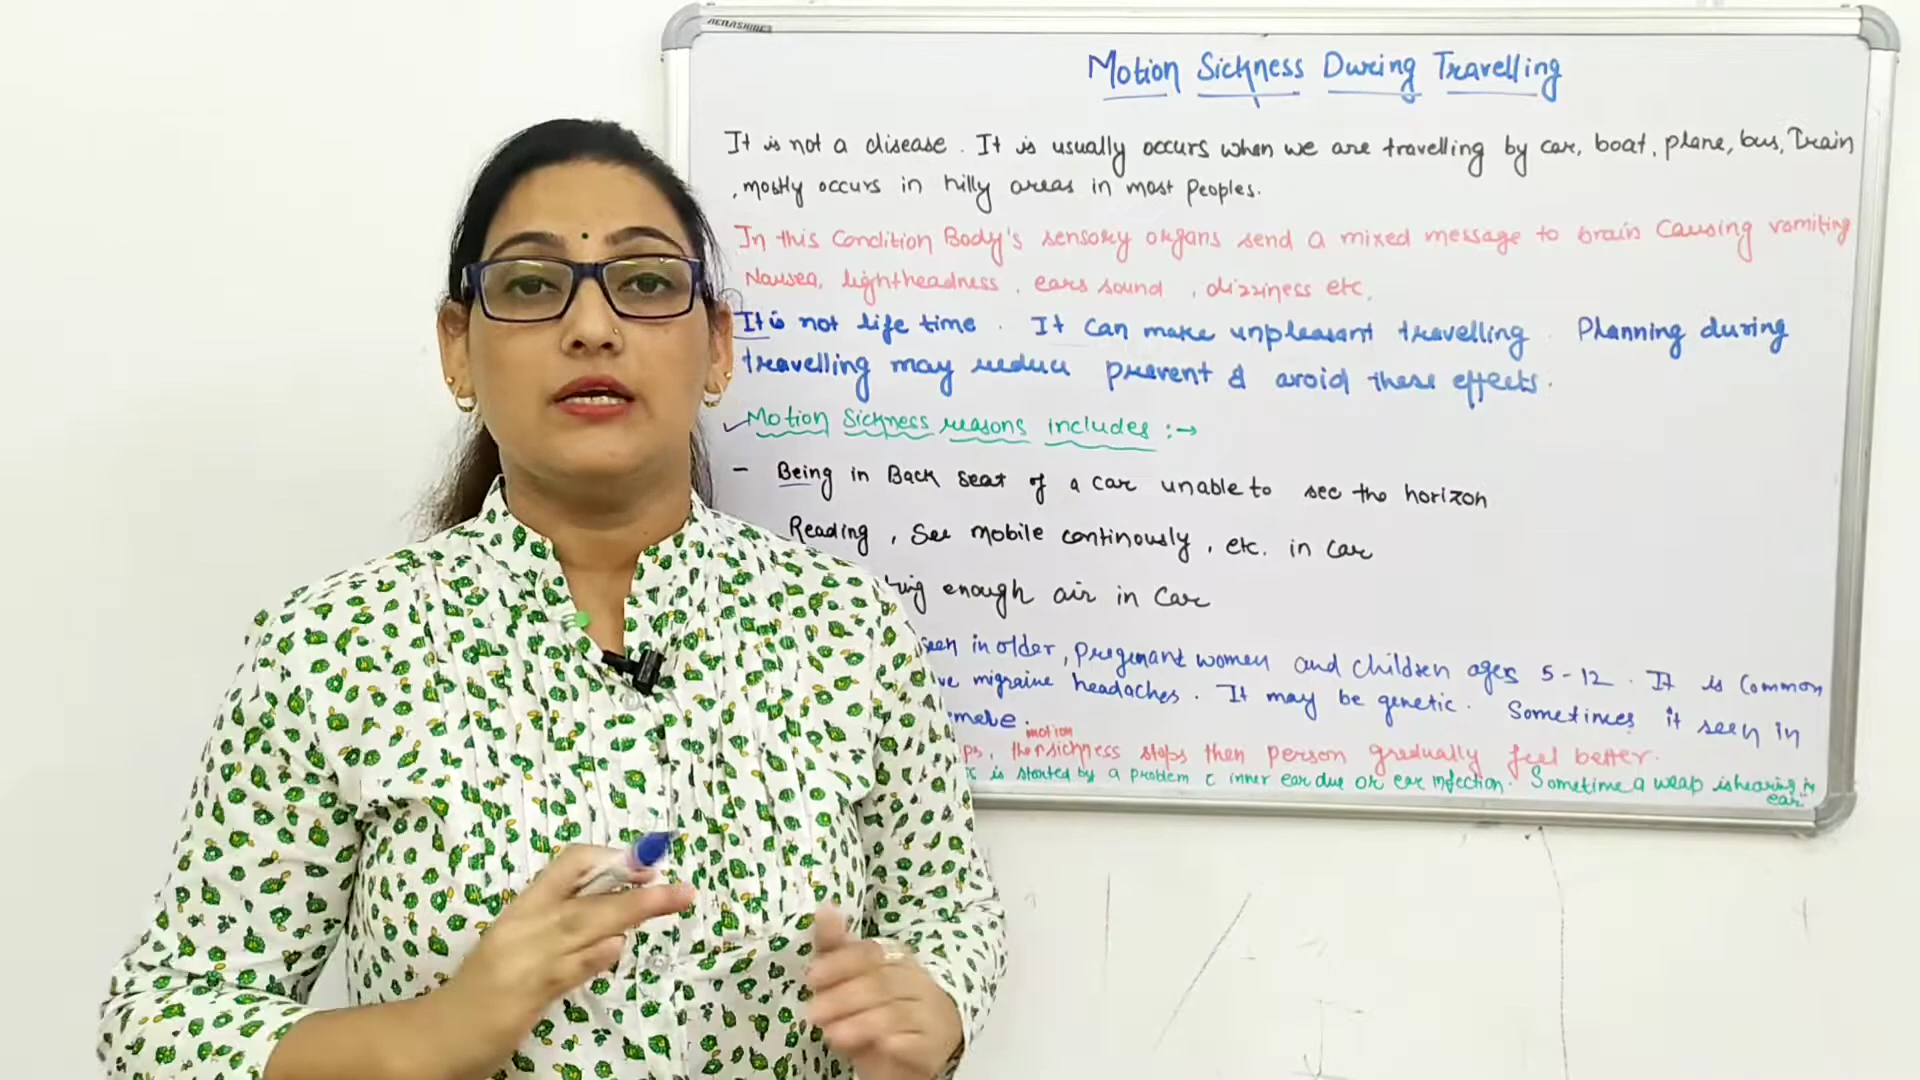 Motion Sickness During Travelling
It is not a disease. It is usually occurs when we are travelling by car, boat, plane, bus, Train
, mostly occurs in hilly areas in most Peoples.
In this Condition Body's sensory organs send a mixed message to brain Causing vomiting
Nausea, lightheadness, ears sound, dizziness etc.
It is not life time. It Can make unpleasant travelling. Planning during
travelling may reduce prevent & avoid these effects.
Motion Sickness reasons includes :→
- Being in Back seat of a car unable to see the horizon
Reading, See mobile continously, etc. in car
enough air in Car
seen in older, pregenant women and children ages 5-12. It is Common
ve migraine headaches. It may be genetic. Sometimes it seen in
motion
ps, then sickness stops then person gradually feel better.
is started by a problem c inner ear due or ear infection. Sometime a wrap is hearing in
ear